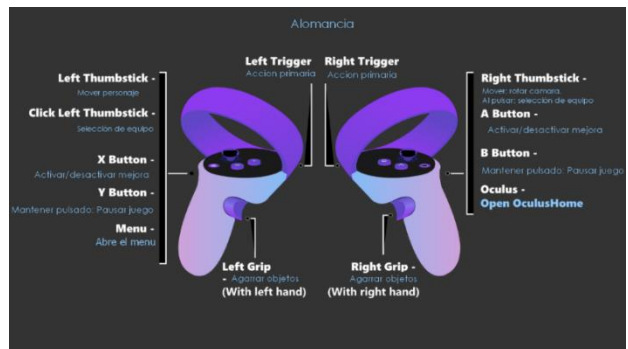 Alomancia
Left Trigger
Accion primaria
Right Trigger
Accion primaria
Left Thumbstick -
Mover personaje
Click Left Thumbstick -
Selección de equipo
X Button -
Activar/desactivar mejora
Y Button -
Mantener pulsado: Pausar juego
Menu -
Abre el menu
Right Thumbstick -
Mover: rotar camara.
Al pulsar: selección de equipo
A Button -
Activar/desactivar mejora
B Button -
Mantener pulsado: Pausar juego
Oculus -
Open OculusHome
Left Grip
- Agarrar objetos
(With left hand)
Right Grip -
Agarrar objetos
(With right hand)